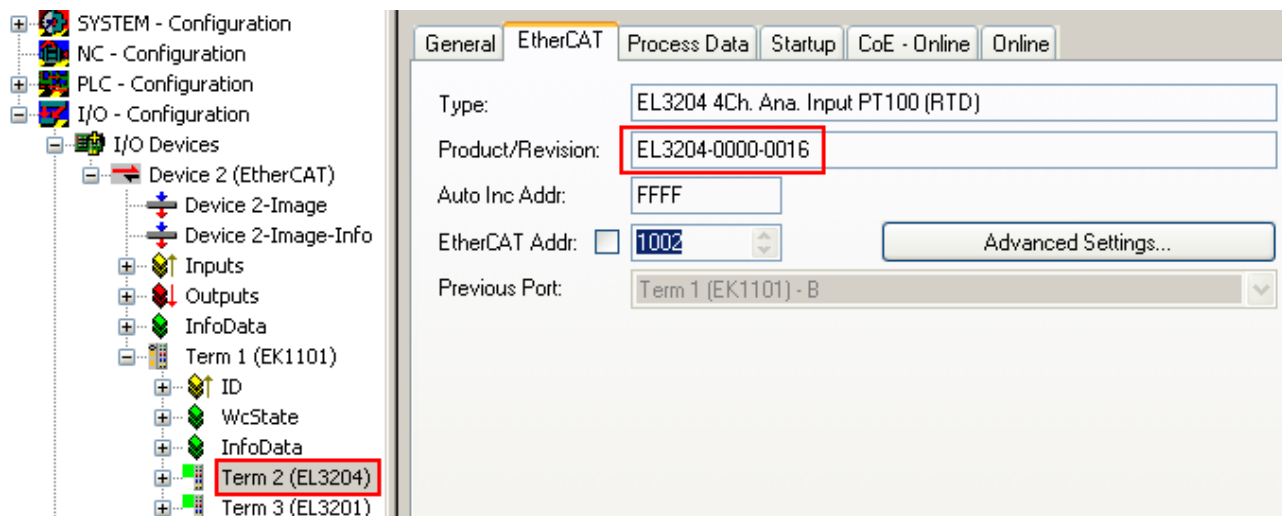 SYSTEM - Configuration
NC - Configuration
PLC - Configuration
I/O - Configuration
I/O Devices
Device 2 (EtherCAT)
Device 2-Image
Device 2-Image-Info
Inputs
Outputs
InfoData
Term 1 (EK1101)
ID
WcState
InfoData
Term 2 (EL3204)
Term 3 (EL3201)
General EtherCAT Process Data Startup CoE - Online Online
Type: EL3204 4Ch. Ana. Input PT100 (RTD)
Product/Revision: EL3204-0000-0016
Auto Inc Addr: FFFF
EtherCAT Addr: 1002 Advanced Settings...
Previous Port: Term 1 (EK1101) - B